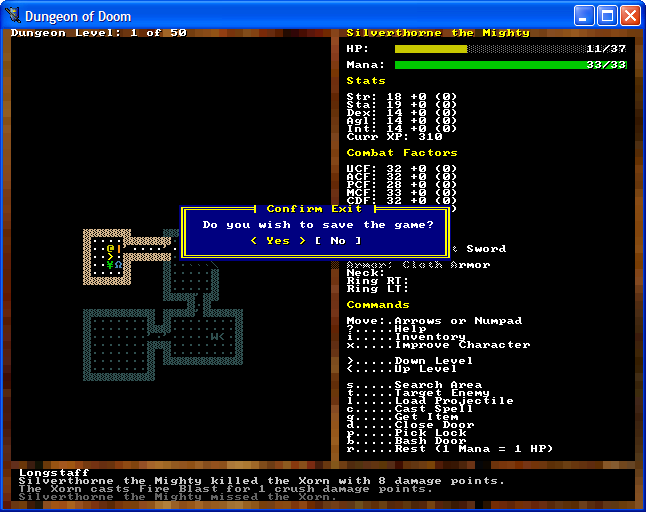 Dungeon of Doom
Dungeon Level: 1 of 50
Silverthorne the Mighty
HP: 11/37
Mana: 33/33
Stats
Str: 18 +0 (0)
Sta: 19 +0 (0)
Dex: 14 +0 (0)
Agl: 14 +0 (0)
Int: 14 +0 (0)
Curr XP: 310
Combat Factors
UCF: 32 +0 (0)
ACF: 32 +0 (0)
PCF: 28 +0 (0)
MCF: 33 +0 (0)
CDF: 32 +0 (0)
Confirm Exit
Do you wish to save the game?
< Yes > [ No ]
Sword
Armor: Cloth Armor
Neck:
Ring RT:
Ring LT:
Commands
Move:.Arrows or Numpad
?.....Help
i.....Inventory
x.....Improve Character
>.....Down Level
<.....Up Level
s.....Search Area
t.....Target Enemy
l.....Load Projectile
c.....Cast Spell
g.....Get Item
d.....Close Door
p.....Pick Lock
b.....Bash Door
r.....Rest (1 Mana = 1 HP)
Longstaff
Silverthorne the Mighty killed the Xorn with 8 damage points.
The Xorn casts Fire Blast for 1 crush damage points.
Silverthorne the Mighty missed the Xorn.